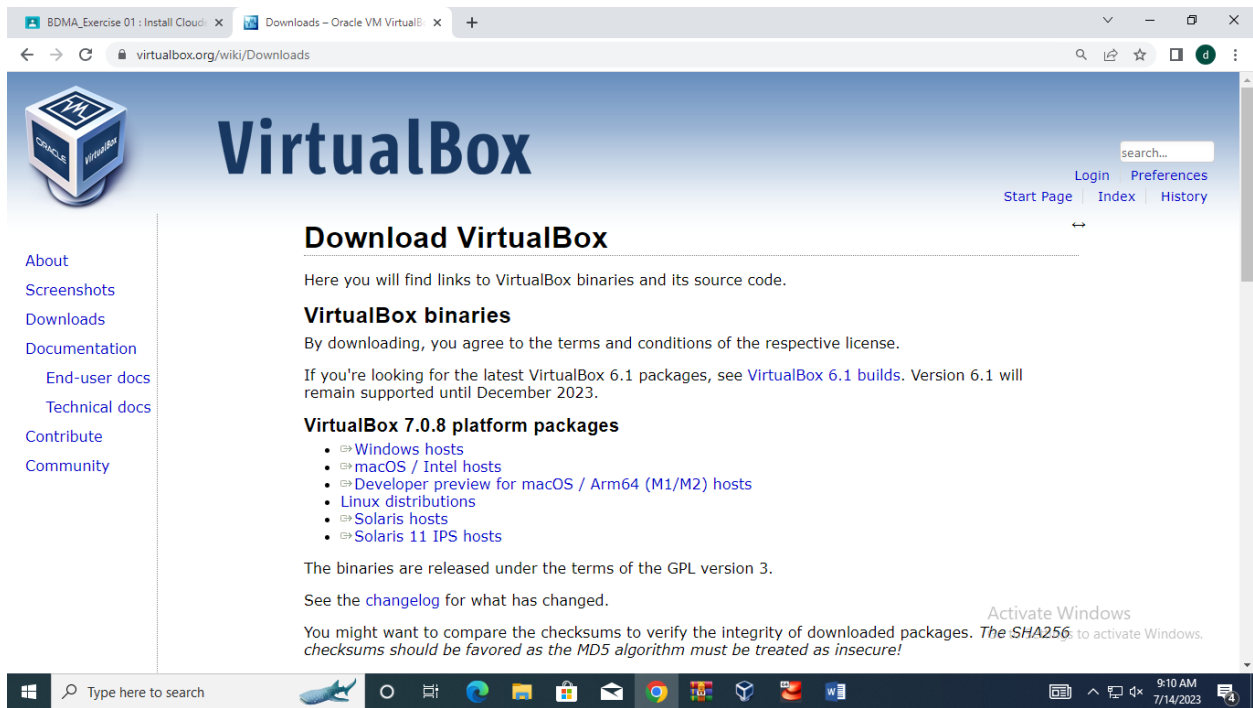 BDMA_Exercise 01 : Install Cloud
Downloads – Oracle VM VirtualB
virtualbox.org/wiki/Downloads
d
ORACLE
VM
VirtualBox
VirtualBox
search...
Login Preferences
Start Page Index History
About
Screenshots
Downloads
Documentation
End-user docs
Technical docs
Contribute
Community
Download VirtualBox
Here you will find links to VirtualBox binaries and its source code.
VirtualBox binaries
By downloading, you agree to the terms and conditions of the respective license.
If you're looking for the latest VirtualBox 6.1 packages, see VirtualBox 6.1 builds. Version 6.1 will
remain supported until December 2023.
VirtualBox 7.0.8 platform packages
Windows hosts
macOS / Intel hosts
Developer preview for macOS / Arm64 (M1/M2) hosts
Linux distributions
Solaris hosts
Solaris 11 IPS hosts
The binaries are released under the terms of the GPL version 3.
See the changelog for what has changed.
You might want to compare the checksums to verify the integrity of downloaded packages. The SHA256
checksums should be favored as the MD5 algorithm must be treated as insecure!
Activate Windows
to activate Windows.
Type here to search
9:10 AM
7/14/2023
4